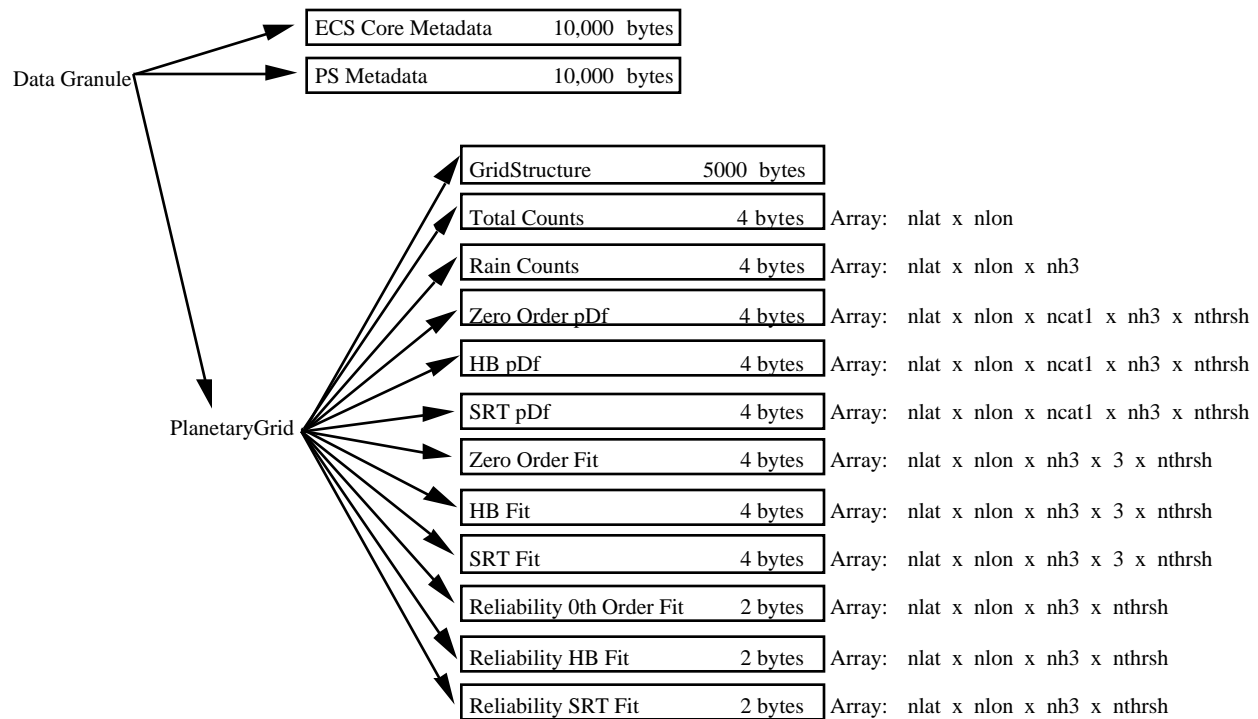 ECS Core Metadata 10,000 bytes
Data Granule
PS Metadata 10,000 bytes
GridStructure 5000 bytes
Total Counts 4 bytes Array: nlat x nlon
Rain Counts 4 bytes Array: nlat x nlon x nh3
Zero Order pDf 4 bytes Array: nlat x nlon x ncat1 x nh3 x nthrsh
HB pDf 4 bytes Array: nlat x nlon x ncat1 x nh3 x nthrsh
SRT pDf 4 bytes Array: nlat x nlon x ncat1 x nh3 x nthrsh
PlanetaryGrid
Zero Order Fit 4 bytes Array: nlat x nlon x nh3 x 3 x nthrsh
HB Fit 4 bytes Array: nlat x nlon x nh3 x 3 x nthrsh
SRT Fit 4 bytes Array: nlat x nlon x nh3 x 3 x nthrsh
Reliability 0th Order Fit 2 bytes Array: nlat x nlon x nh3 x nthrsh
Reliability HB Fit 2 bytes Array: nlat x nlon x nh3 x nthrsh
Reliability SRT Fit 2 bytes Array: nlat x nlon x nh3 x nthrsh